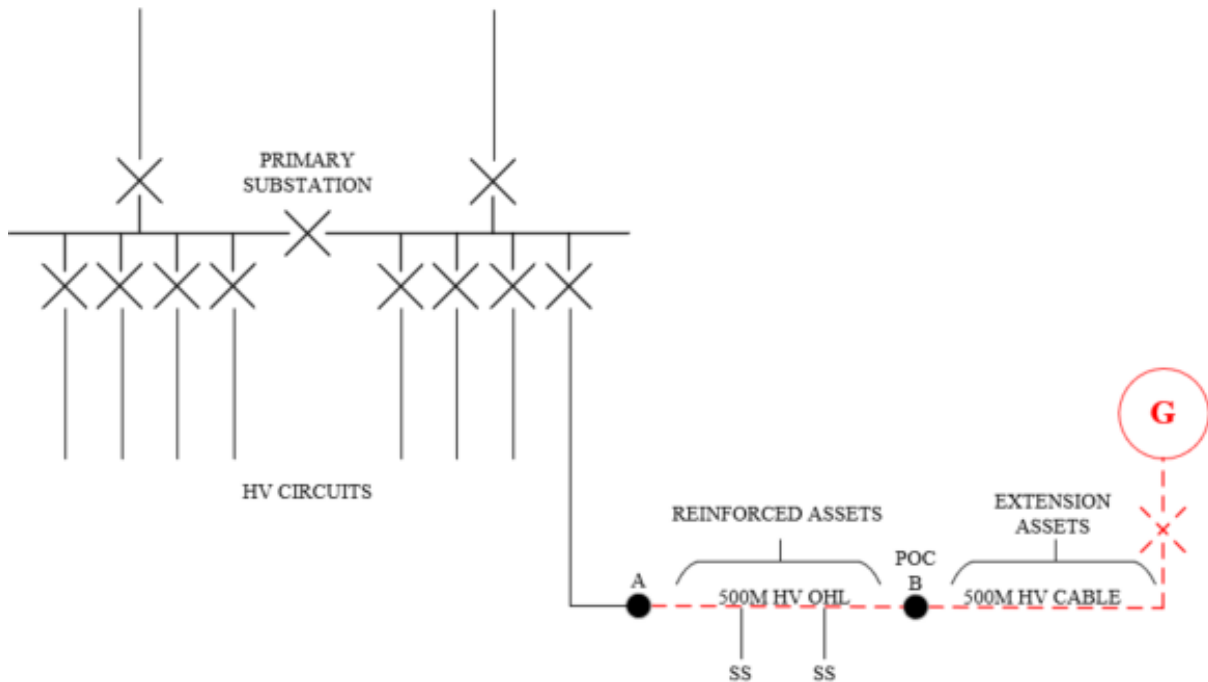 PRIMARY
SUBSTATION
HV CIRCUITS
G
REINFORCED ASSETS
EXTENSION
ASSETS
A
500M HV OHL
POC
B
500M HV CABLE
SS
SS